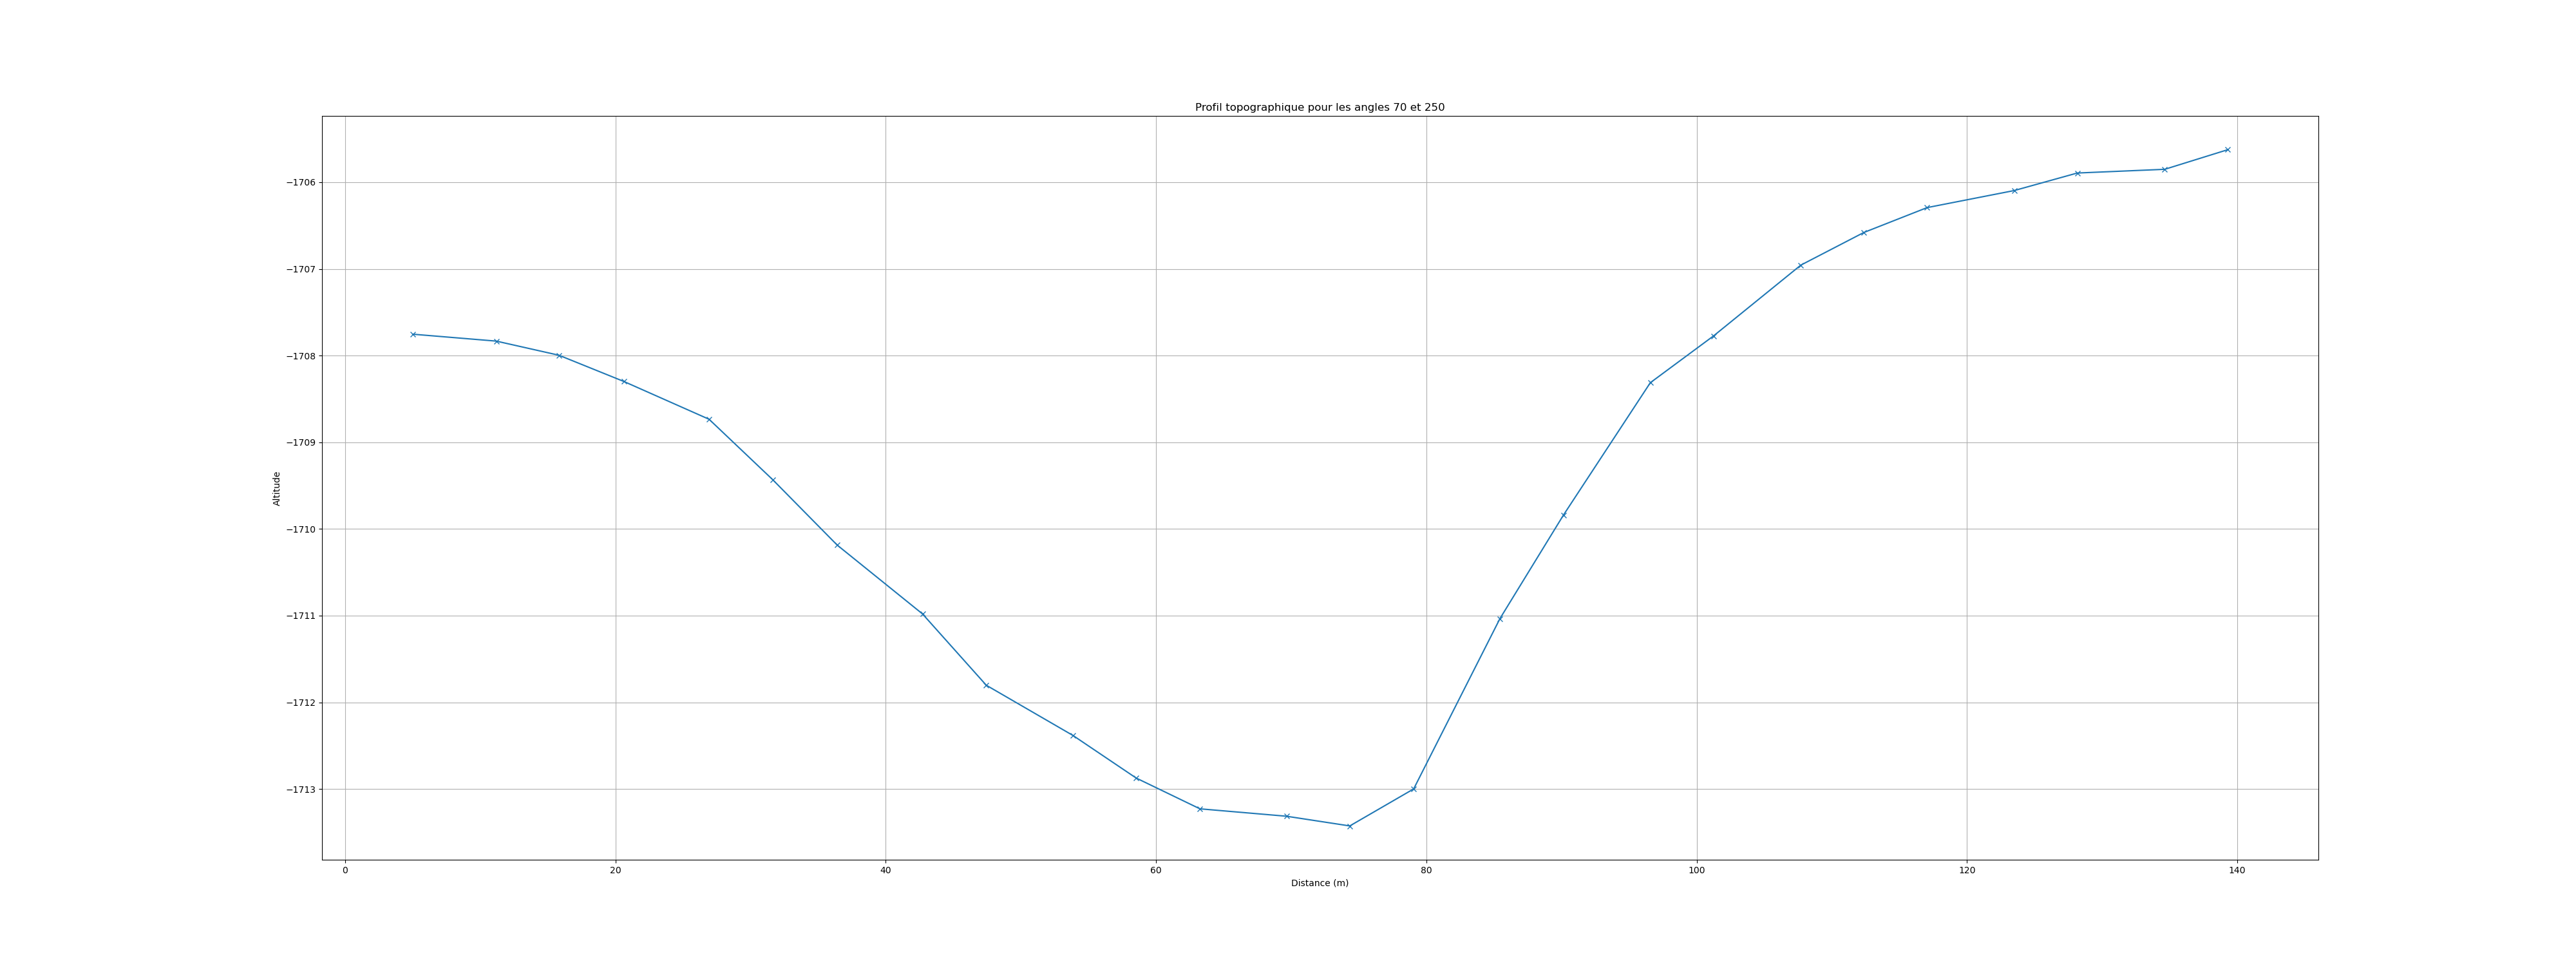 Profil topographique pour les angles 70 et 250
−1706
−1707
−1708
−1709
−1710
−1711
−1712
−1713
Altitude
0 20 40 60 80 100 120 140
Distance (m)